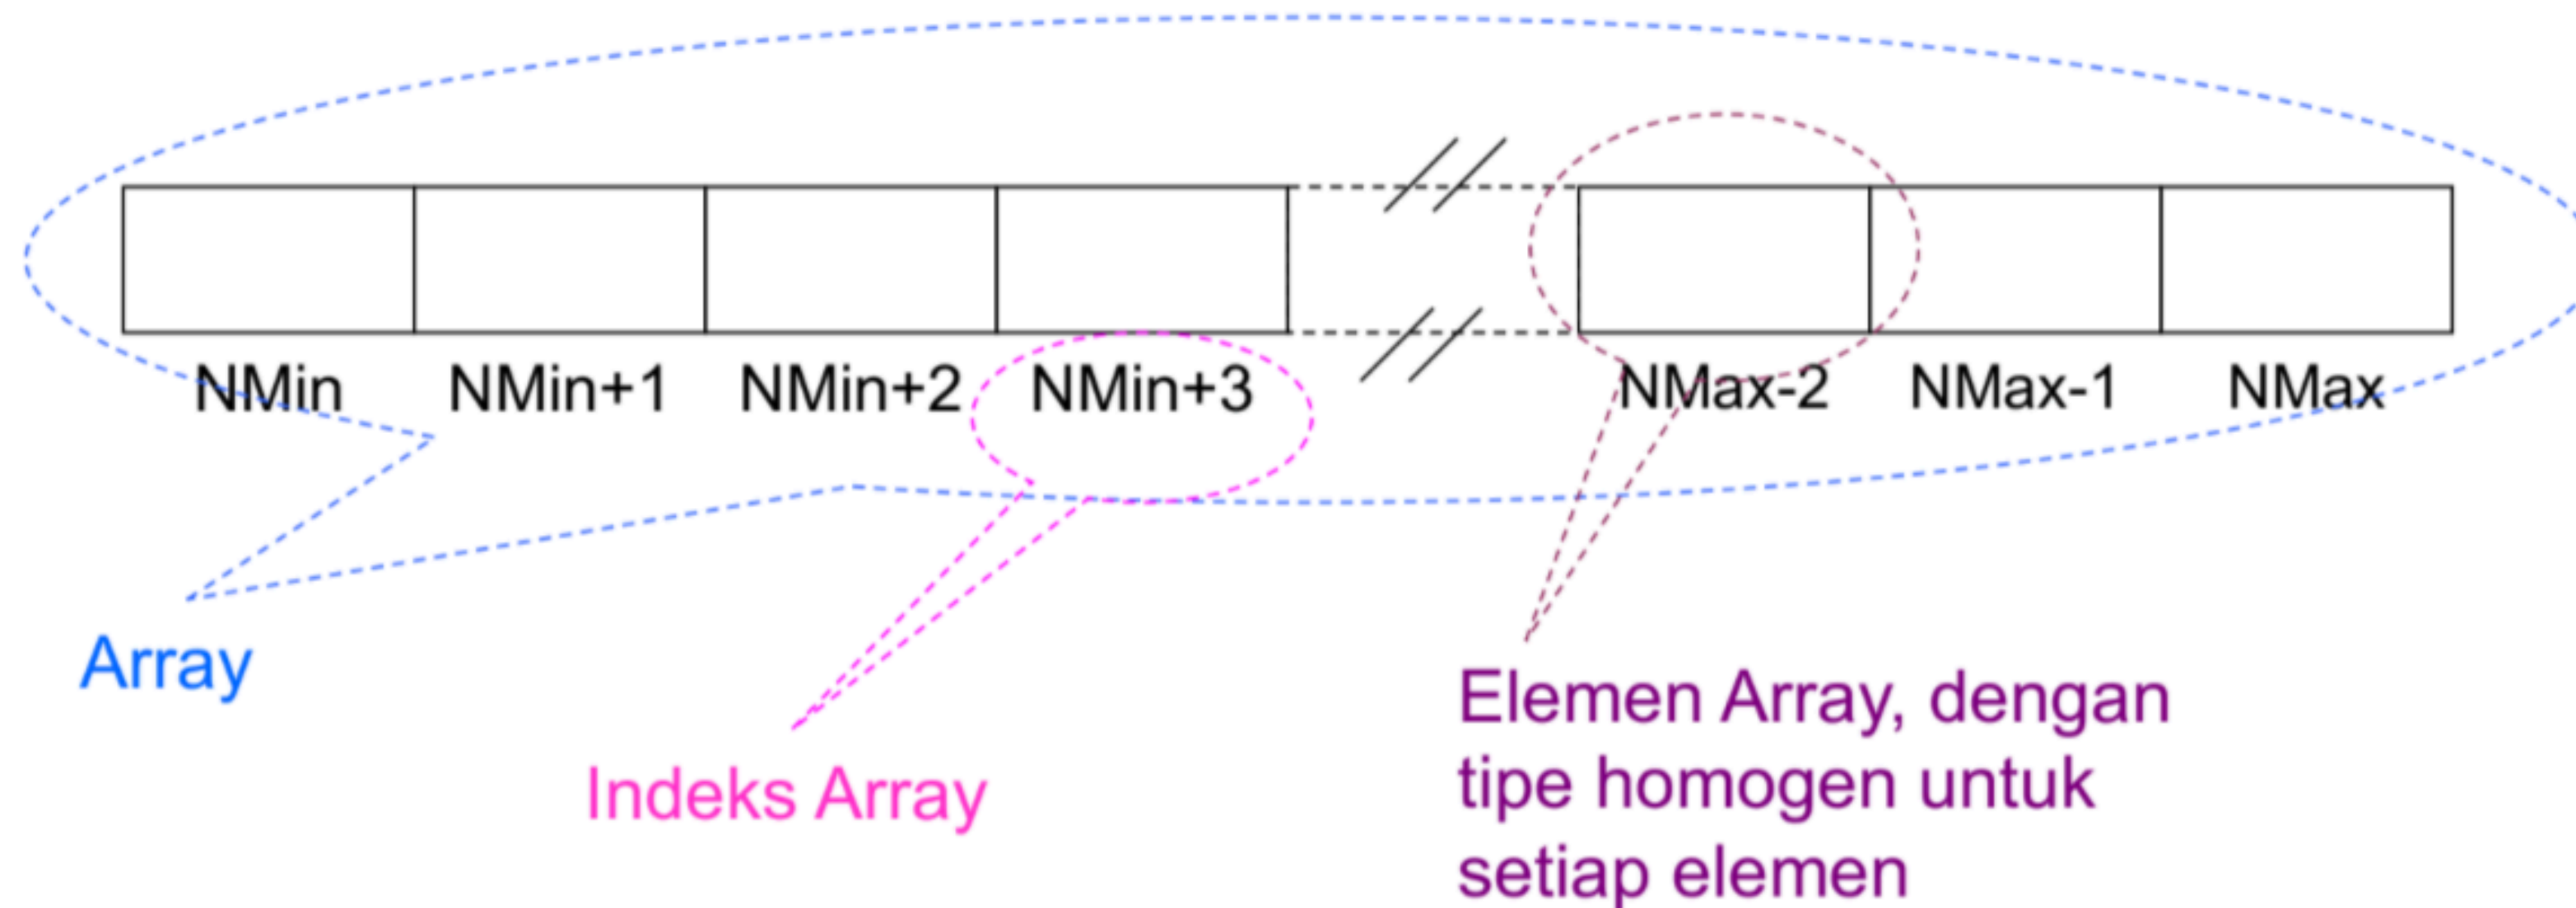 NMin NMin+1 NMin+2 NMin+3 NMax-2 NMax-1 NMax
Array
Indeks Array
Elemen Array, dengan
tipe homogen untuk
setiap elemen